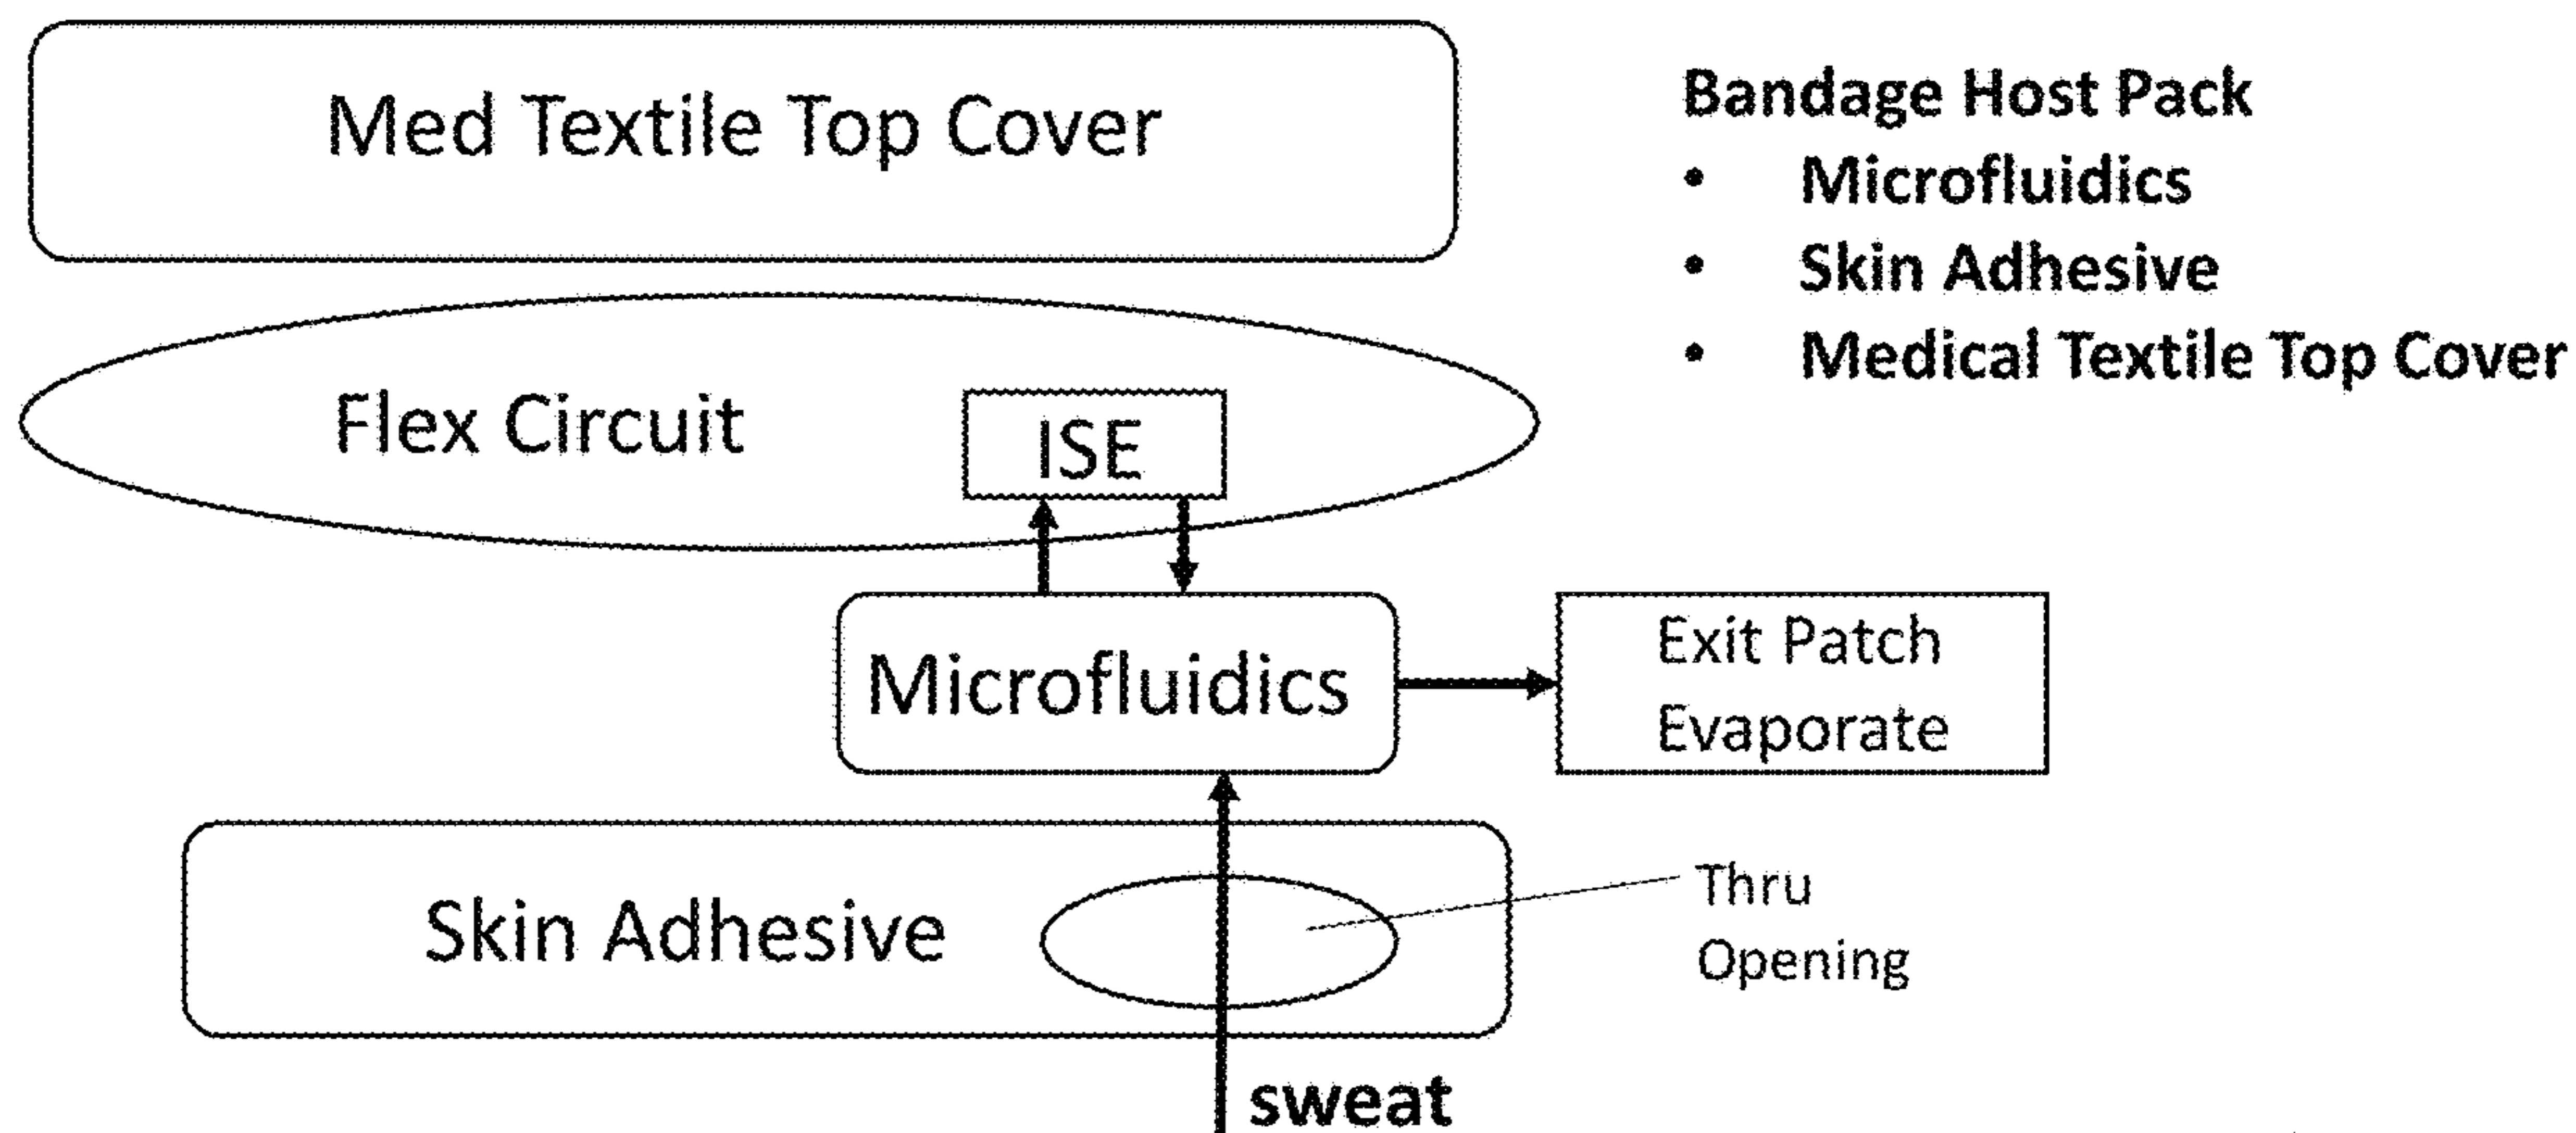 Med Textile Top Cover
Bandage Host Pack
• Microfluidics
• Skin Adhesive
• Medical Textile Top Cover
Flex Circuit
ISE
Microfluidics
Exit Patch
Evaporate
Skin Adhesive
Thru
Opening
sweat